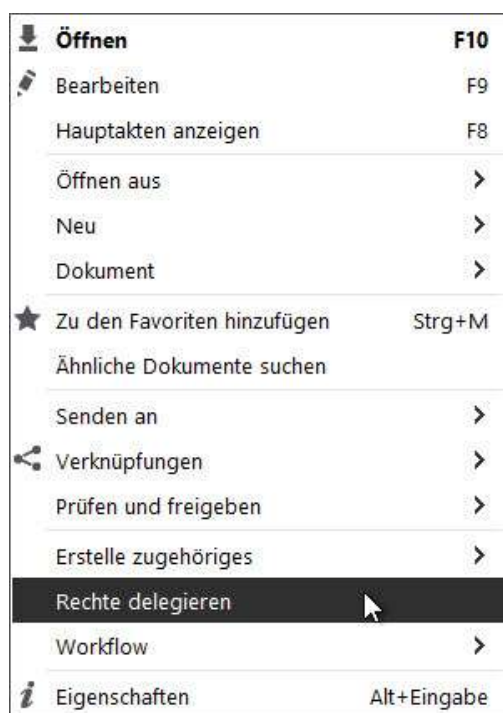 Öffnen F10
Bearbeiten F9
Hauptakten anzeigen F8
Öffnen aus
Neu
Dokument
Zu den Favoriten hinzufügen Strg+M
Ähnliche Dokumente suchen
Senden an
Verknüpfungen
Prüfen und freigeben
Erstelle zugehöriges
Rechte delegieren
Workflow
Eigenschaften Alt+Eingabe